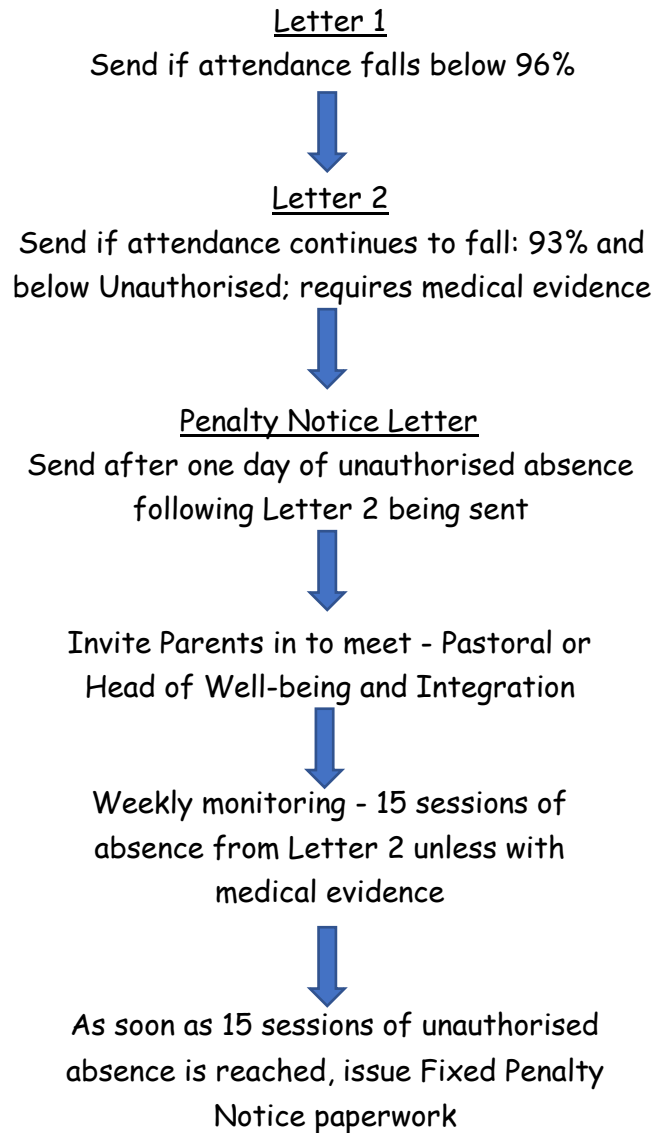 Letter 1
Send if attendance falls below 96%
Letter 2
Send if attendance continues to fall: 93% and
below Unauthorised; requires medical evidence
Penalty Notice Letter
Send after one day of unauthorised absence
following Letter 2 being sent
Invite Parents in to meet - Pastoral or
Head of Well-being and Integration
Weekly monitoring - 15 sessions of
absence from Letter 2 unless with
medical evidence
As soon as 15 sessions of unauthorised
absence is reached, issue Fixed Penalty
Notice paperwork